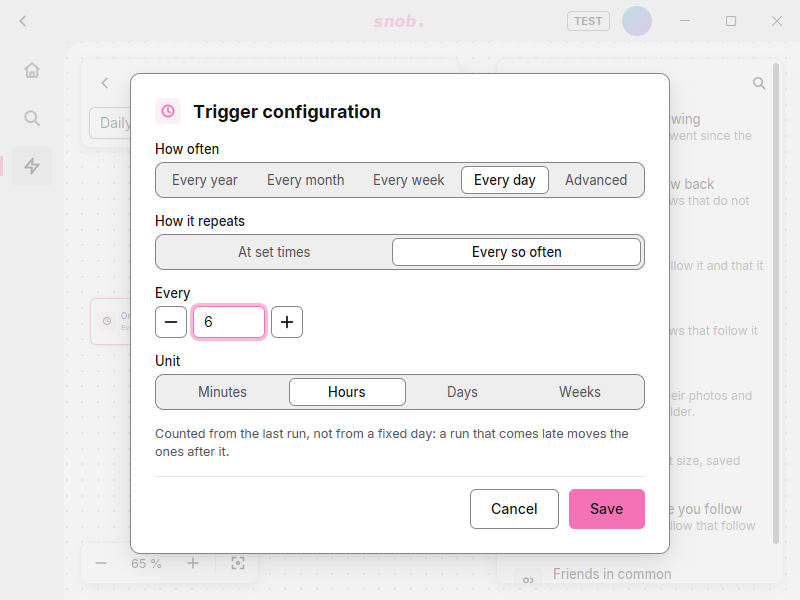 snob.
TEST
Daily
Trigger configuration
How often
Every year
Every month
Every week
Every day
Advanced
How it repeats
At set times
Every so often
Every
6
Unit
Minutes
Hours
Days
Weeks
Counted from the last run, not from a fixed day: a run that comes late moves the
ones after it.
Cancel
Save
wing
went since the
w back
ws that do not
llow it and that it
ws that follow it
eir photos and
lder.
t size, saved
e you follow
llow that follow
Friends in common
65 %